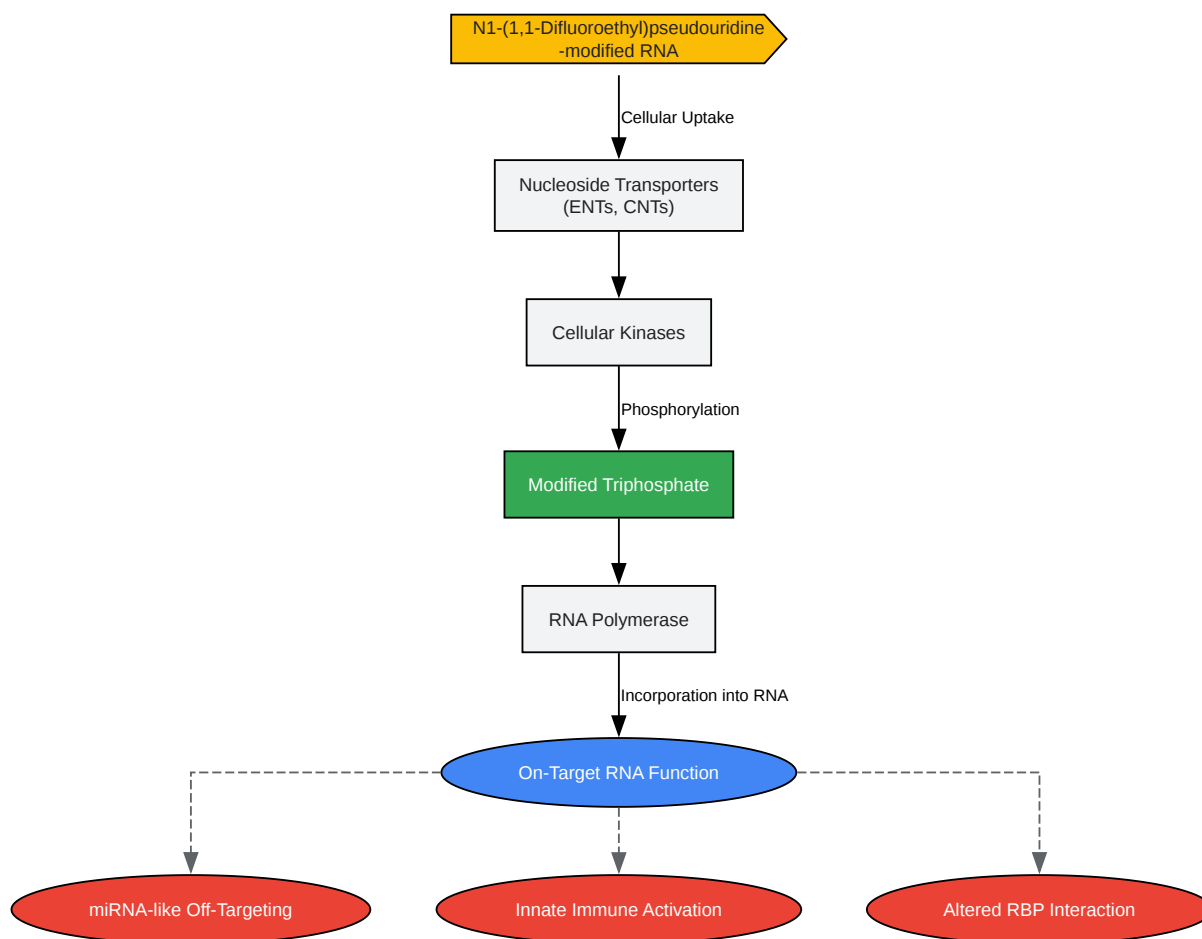 N1-(1,1-Difluoroethyl)pseudouridine
-modified RNA
Cellular Uptake
Nucleoside Transporters
(ENTs, CNTs)
Cellular Kinases
Phosphorylation
Modified Triphosphate
RNA Polymerase
Incorporation into RNA
On-Target RNA Function
miRNA-like Off-Targeting
Innate Immune Activation
Altered RBP Interaction